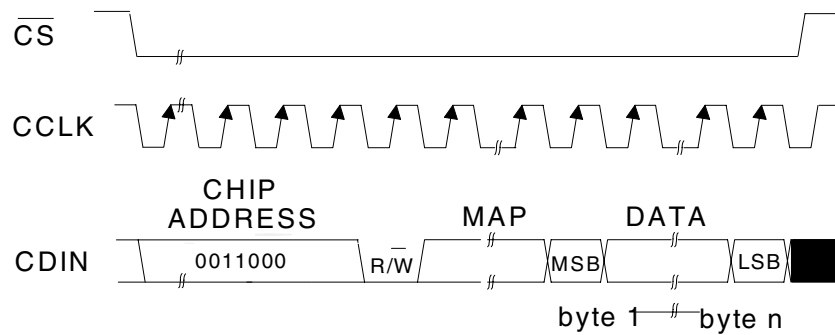 CS
CCLK
CHIP
ADDRESS
MAP
DATA
CDIN
0011000
R/W̅
MSB
LSB
byte 1
byte n